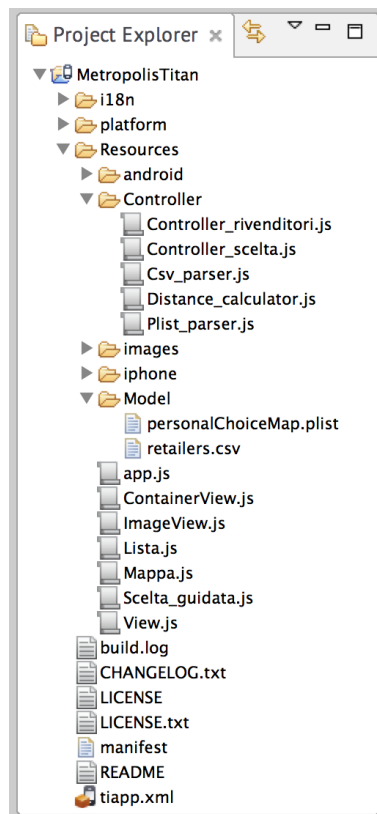 Project Explorer
MetropolisTitan
i18n
platform
Resources
android
Controller
Controller_rivenditori.js
Controller_scelta.js
Csv_parser.js
Distance_calculator.js
Plist_parser.js
images
iphone
Model
personalChoiceMap.plist
retailers.csv
app.js
ContainerView.js
ImageView.js
Lista.js
Mappa.js
Scelta_guidata.js
View.js
build.log
CHANGELOG.txt
LICENSE
LICENSE.txt
manifest
README
tiapp.xml